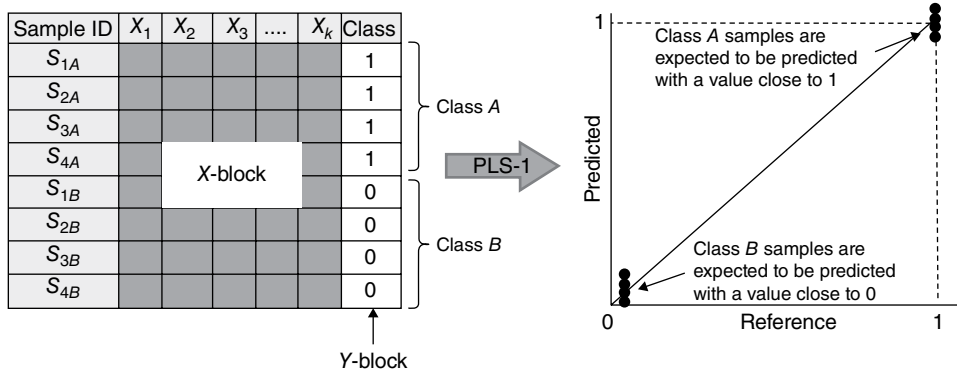 Sample ID X1 X2 X3 .... Xk Class
S1A 1
S2A 1
S3A 1
S4A 1
S1B 0
S2B 0
S3B 0
S4B 0
X-block
Class A
Class B
Y-block
PLS-1
1
Class A samples are
expected to be predicted
with a value close to 1
Predicted
Class B samples are
expected to be predicted
with a value close to 0
0 Reference 1